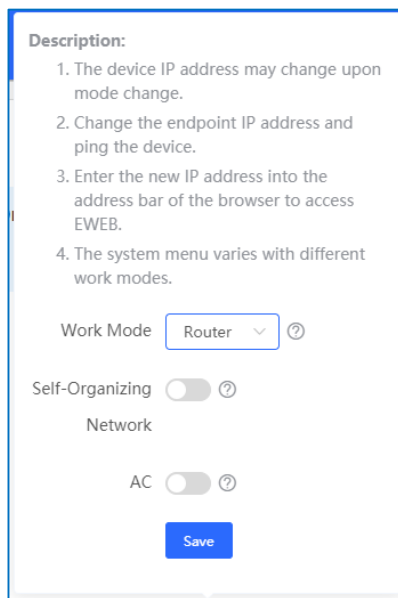 Description:
1. The device IP address may change upon
mode change.
2. Change the endpoint IP address and
ping the device.
3. Enter the new IP address into the
address bar of the browser to access
EWEB.
4. The system menu varies with different
work modes.
Work Mode Router
Self-Organizing
Network
AC
Save